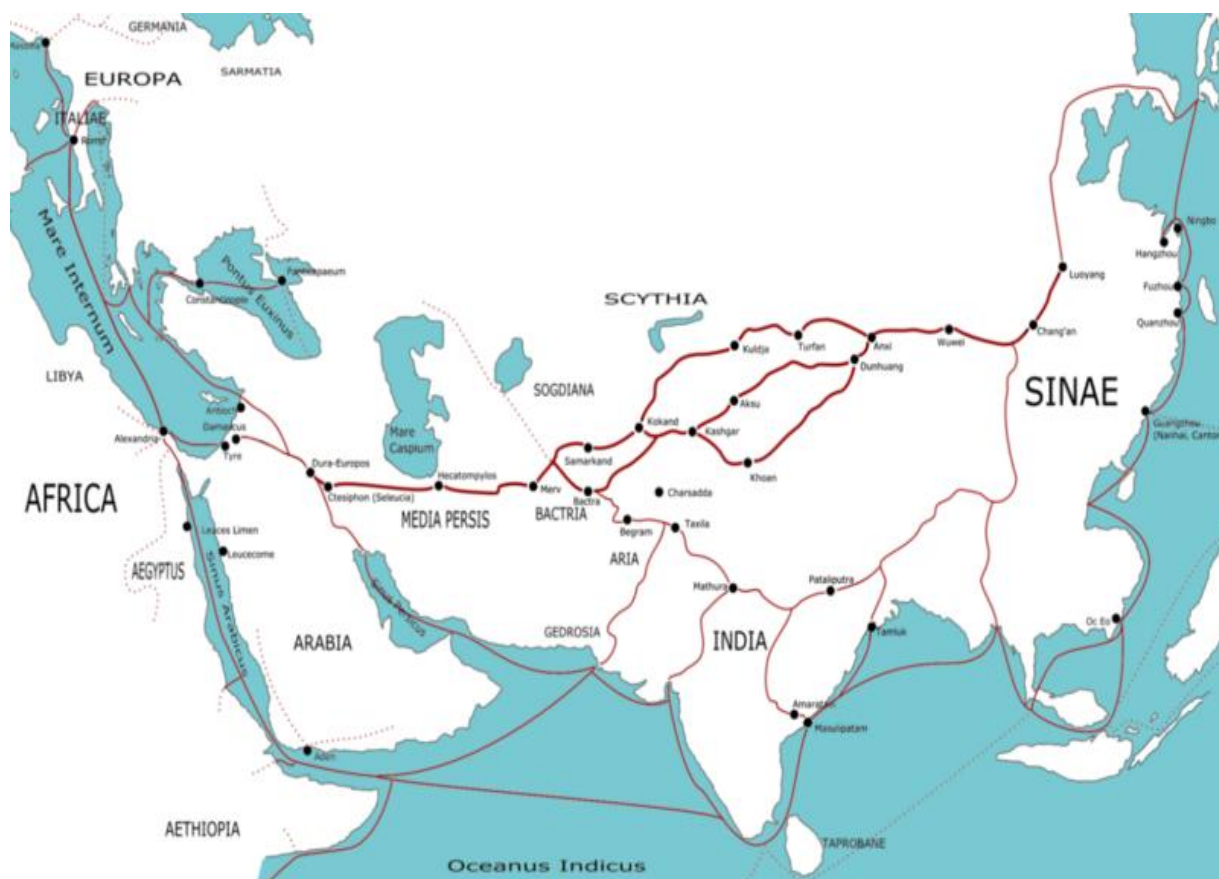 GERMANIA
EUROPA
SARMATIA
ITALIAE
Rome
Mare Internum
Pontus Euxinus
Pantikapaeum
Constantinople
LIBYA
Antioch
Damascus
Tyre
Alexandria
AFRICA
Leuces Limen
Leucecome
AEGYPTUS
Sinus Arabicus
ARABIA
Aden
AETHIOPIA
Dura-Europos
Ctesiphon (Seleucia)
Hecatompylos
MEDIA PERSIS
Mare
Caspium
Merv
BACTRIA
Bactra
Samarkand
SOGDIANA
SCYTHIA
Kokand
Kashgar
Kuldja
Turfan
Aksu
Khoan
Anxi
Dunhuang
Wuwei
Chang'an
Luoyang
SINAE
Ningbo
Hangzhou
Fuzhou
Quanzhou
Guangzhou
(Nanhai, Canton
Charsadda
Begram
Taxila
ARIA
Mathura
Pataliputra
GEDROSIA
INDIA
Tamluk
Oc Eo
Masulipatam
TAPROBANE
Oceanus Indicus